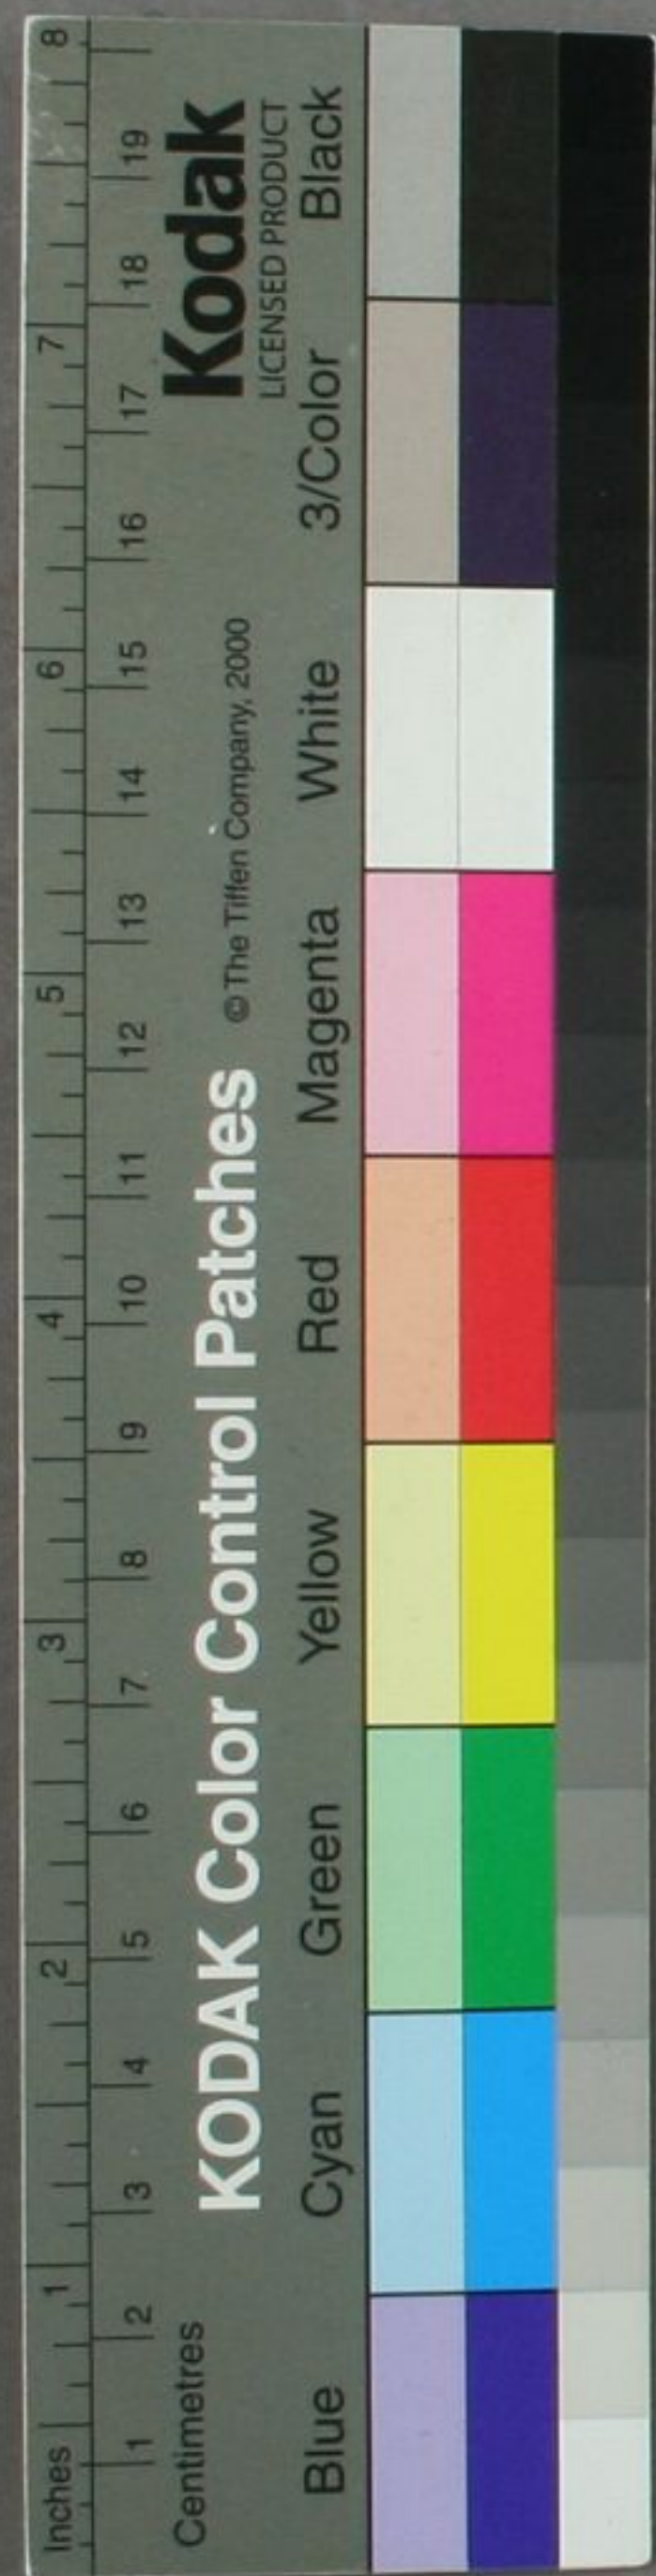 Inches 1 2 3 4 5 6 7 8
1 2 3 4 5 6 7 8 9 10 11 12 13 14 15 16 17 18 19
Centimetres
KODAK Color Control Patches © The Tiffen Company, 2000
Kodak
LICENSED PRODUCT
Blue Cyan Green Yellow Red Magenta White 3/Color Black